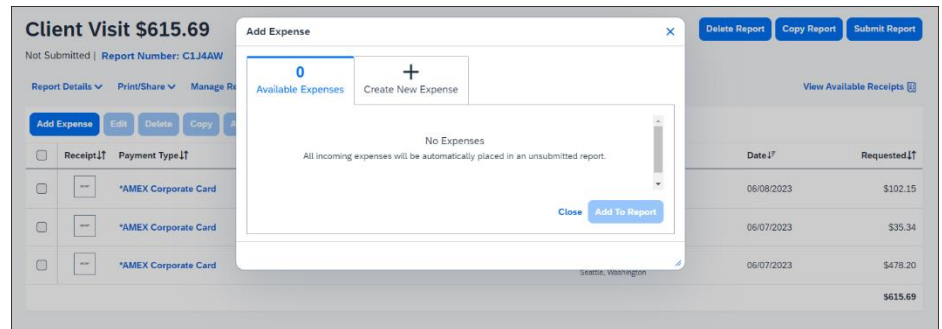 Client Visit $615.69
Delete Report Copy Report Submit Report
Not Submitted | Report Number: C1J4AW
Report Details Print/Share Manage Re
View Available Receipts
Add Expense Edit Delete Copy A
Receipt Payment Type Date Requested
*AMEX Corporate Card 06/08/2023 $102.15
*AMEX Corporate Card 06/07/2023 $35.34
*AMEX Corporate Card Seattle, Washington 06/07/2023 $478.20
$615.69
Add Expense
0
Available Expenses Create New Expense
No Expenses
All incoming expenses will be automatically placed in an unsubmitted report.
Close Add To Report